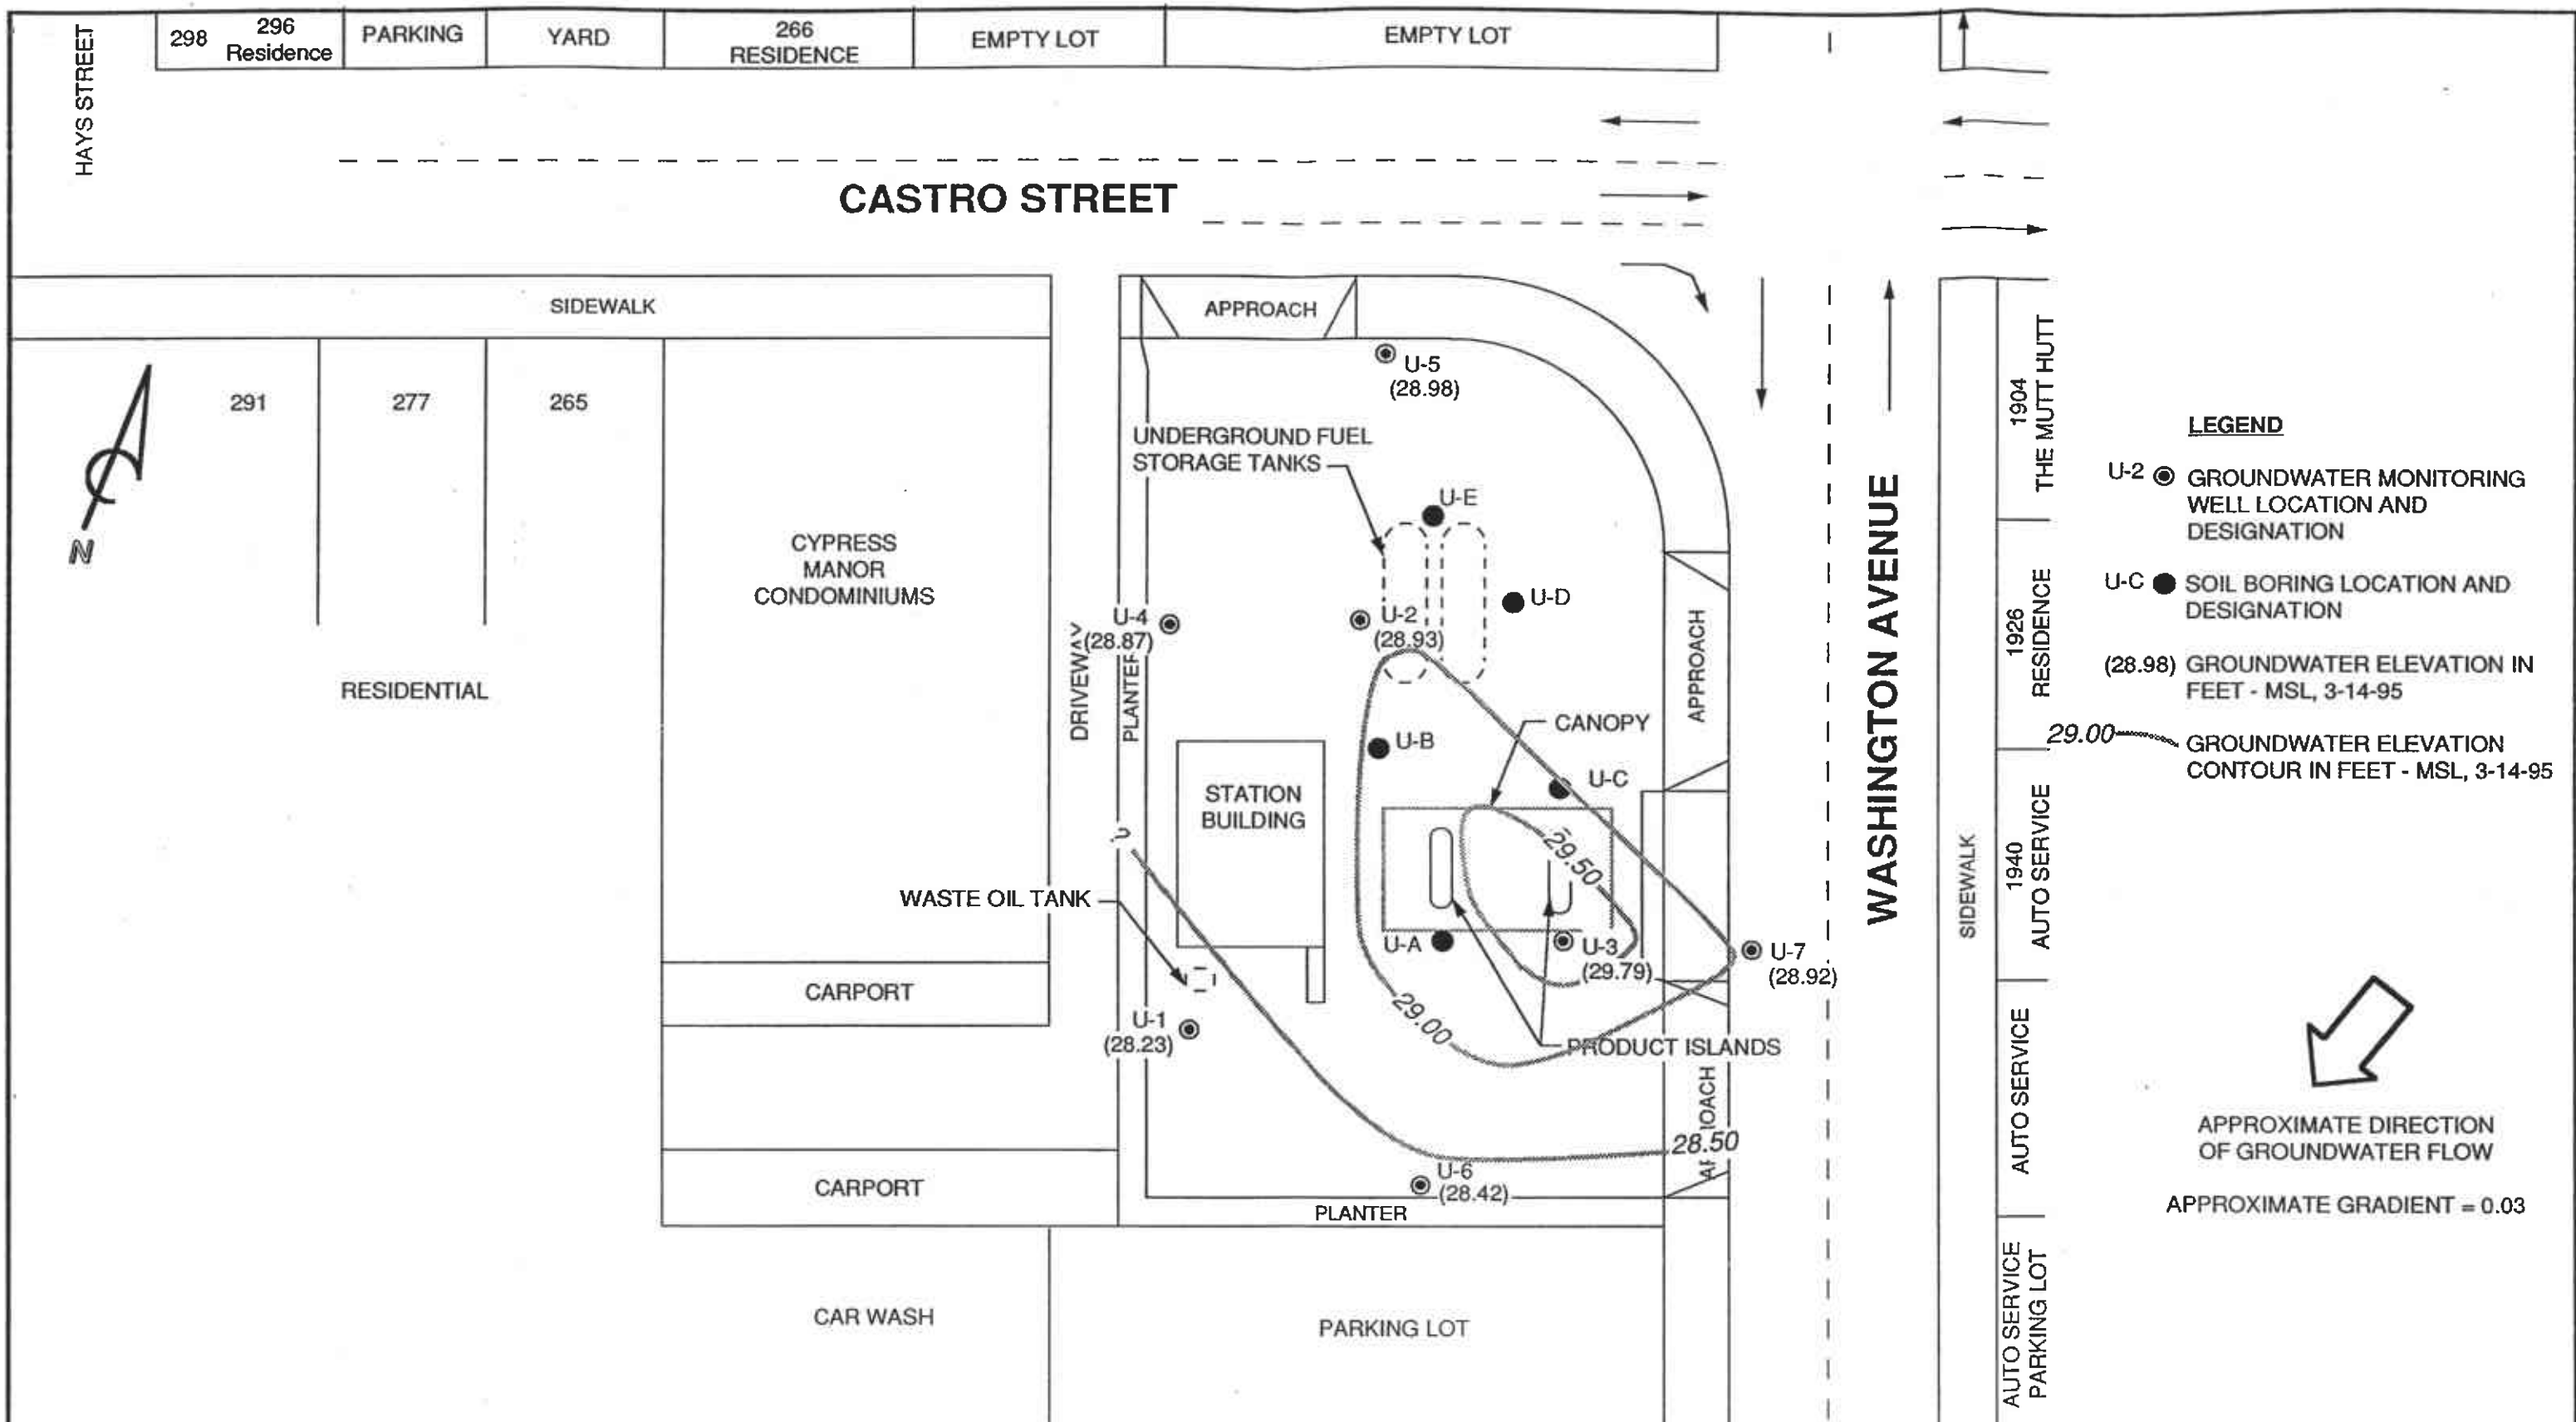 HAYS STREET
298
296
Residence
PARKING
YARD
266
RESIDENCE
EMPTY LOT
EMPTY LOT
CASTRO STREET
SIDEWALK
APPROACH
291
277
265
N
RESIDENTIAL
CYPRESS
MANOR
CONDOMINIUMS
DRIVEWAY
PLANTER
U-5
(28.98)
UNDERGROUND FUEL
STORAGE TANKS
U-E
U-D
U-4
(28.87)
U-2
(28.93)
APPROACH
CANOPY
U-B
U-C
STATION
BUILDING
?
29.50
WASTE OIL TANK
U-A
U-3
(29.79)
U-7
(28.92)
CARPORT
U-1
(28.23)
29.00
PRODUCT ISLANDS
28.50
U-6
(28.42)
CARPORT
PLANTER
CAR WASH
PARKING LOT
WASHINGTON AVENUE
SIDEWALK
1904
THE MUTT HUTT
1926
RESIDENCE
1940
AUTO SERVICE
AUTO SERVICE
AUTO SERVICE
PARKING LOT
LEGEND
U-2 GROUNDWATER MONITORING
WELL LOCATION AND
DESIGNATION
U-C SOIL BORING LOCATION AND
DESIGNATION
(28.98) GROUNDWATER ELEVATION IN
FEET - MSL, 3-14-95
29.00 GROUNDWATER ELEVATION
CONTOUR IN FEET - MSL, 3-14-95
APPROXIMATE DIRECTION
OF GROUNDWATER FLOW
APPROXIMATE GRADIENT = 0.03